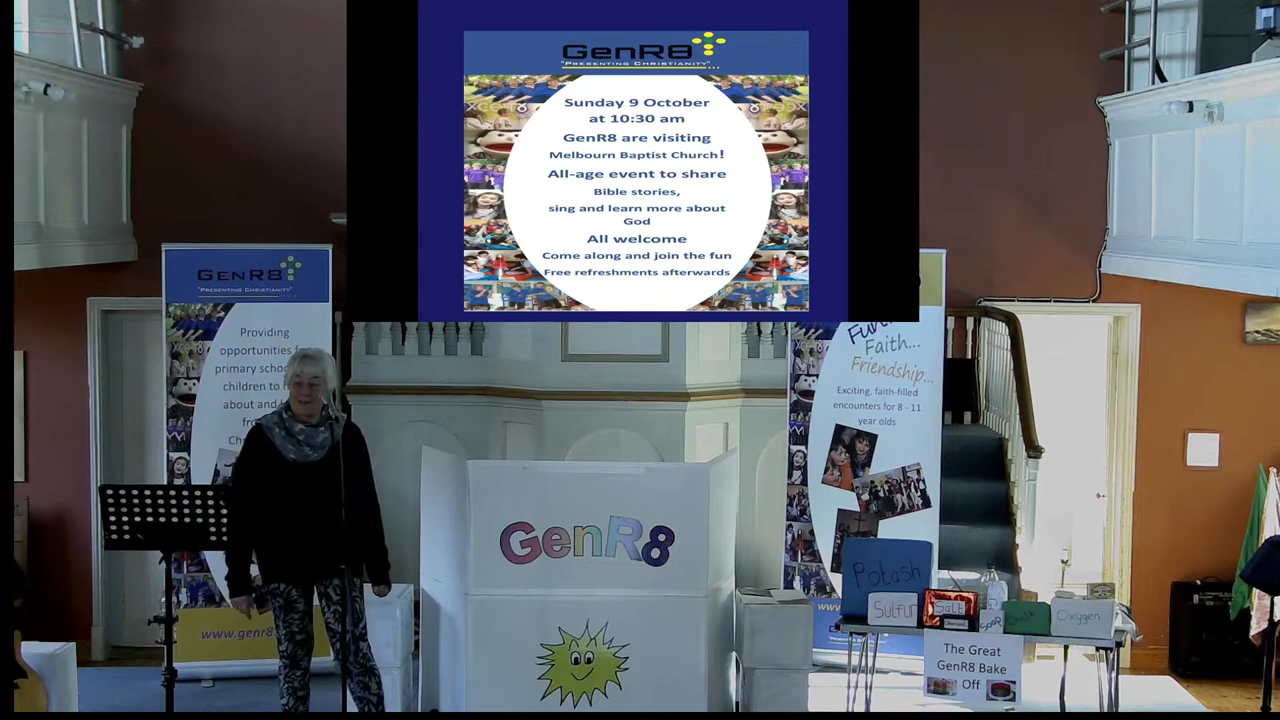 GenR8
"Presenting Christianity"...
Sunday 9 October
at 10:30 am
GenR8 are visiting
Melbourn Baptist Church!
All-age event to share
Bible stories,
sing and learn more about
God
All welcome
Come along and join the fun
Free refreshments afterwards
GenR8
"Presenting Christianity"...
Providing
opportunities
primary
children to
about and
Faith...
Friendship...
Exciting, faith-filled
encounters for 8 - 11
year olds
GenR8
Potash
Sulfur
Salt
Soap
Oxygen
The Great
GenR8 Bake
Off
www.genr8